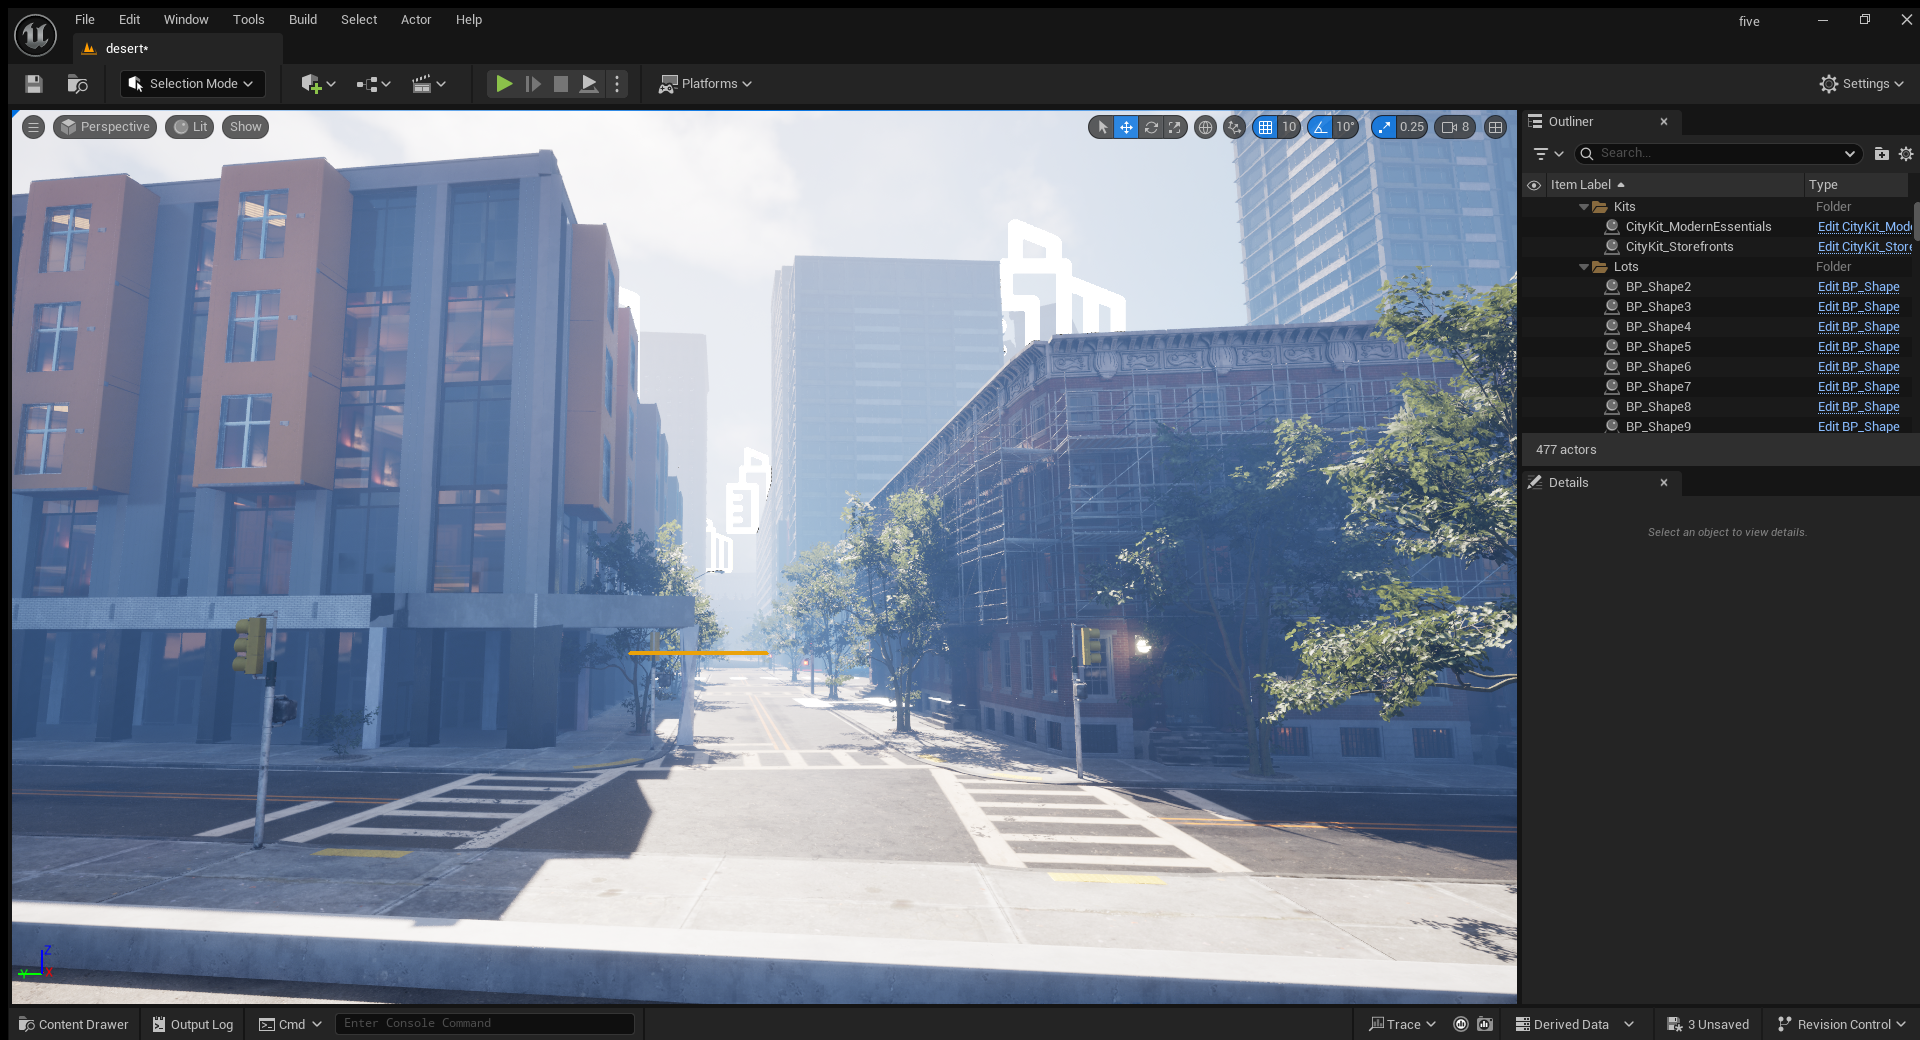 File Edit Window Tools Build Select Actor Help
five
desert*
Selection Mode
Platforms
Settings
Perspective Lit Show
10 10° 0.25 8
Outliner
Search...
Item Label Type
Kits Folder
CityKit_ModernEssentials Edit CityKit_Mode
CityKit_Storefronts Edit CityKit_Store
Lots Folder
BP_Shape2 Edit BP_Shape
BP_Shape3 Edit BP_Shape
BP_Shape4 Edit BP_Shape
BP_Shape5 Edit BP_Shape
BP_Shape6 Edit BP_Shape
BP_Shape7 Edit BP_Shape
BP_Shape8 Edit BP_Shape
BP_Shape9 Edit BP_Shape
477 actors
Details
Select an object to view details.
Z
Y X
Content Drawer Output Log Cmd Enter Console Command Trace Derived Data 3 Unsaved Revision Control